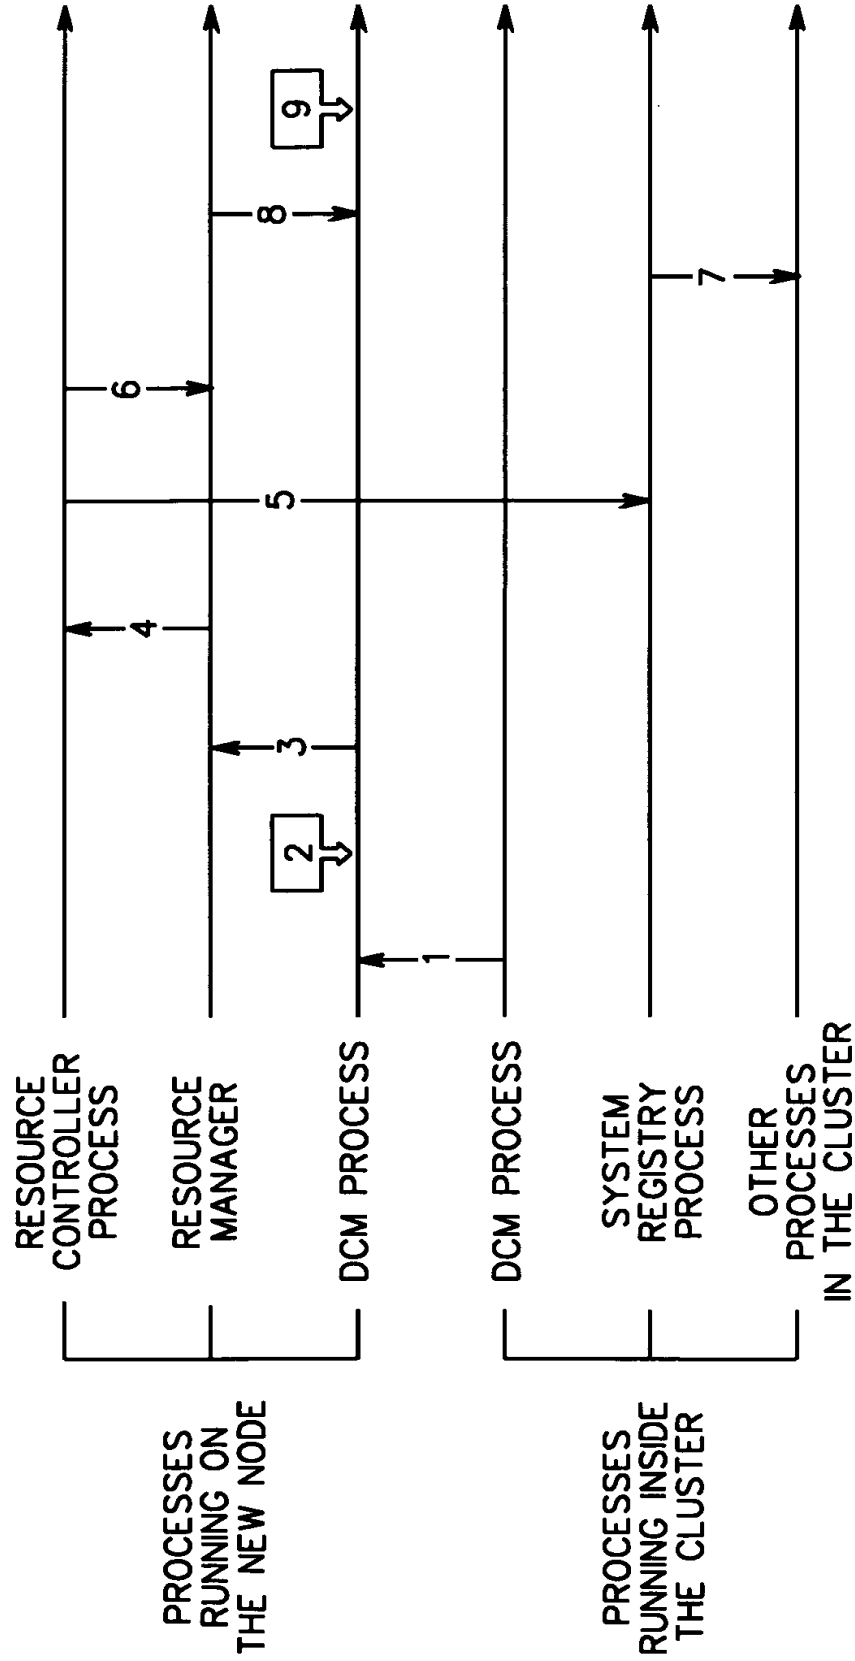 PROCESSES
RUNNING ON
THE NEW NODE
RESOURCE
CONTROLLER
PROCESS
RESOURCE
MANAGER
DCM PROCESS
PROCESSES
RUNNING INSIDE
THE CLUSTER
DCM PROCESS
SYSTEM
REGISTRY
PROCESS
OTHER
PROCESSES
IN THE CLUSTER
1
2
3
4
5
6
7
8
9